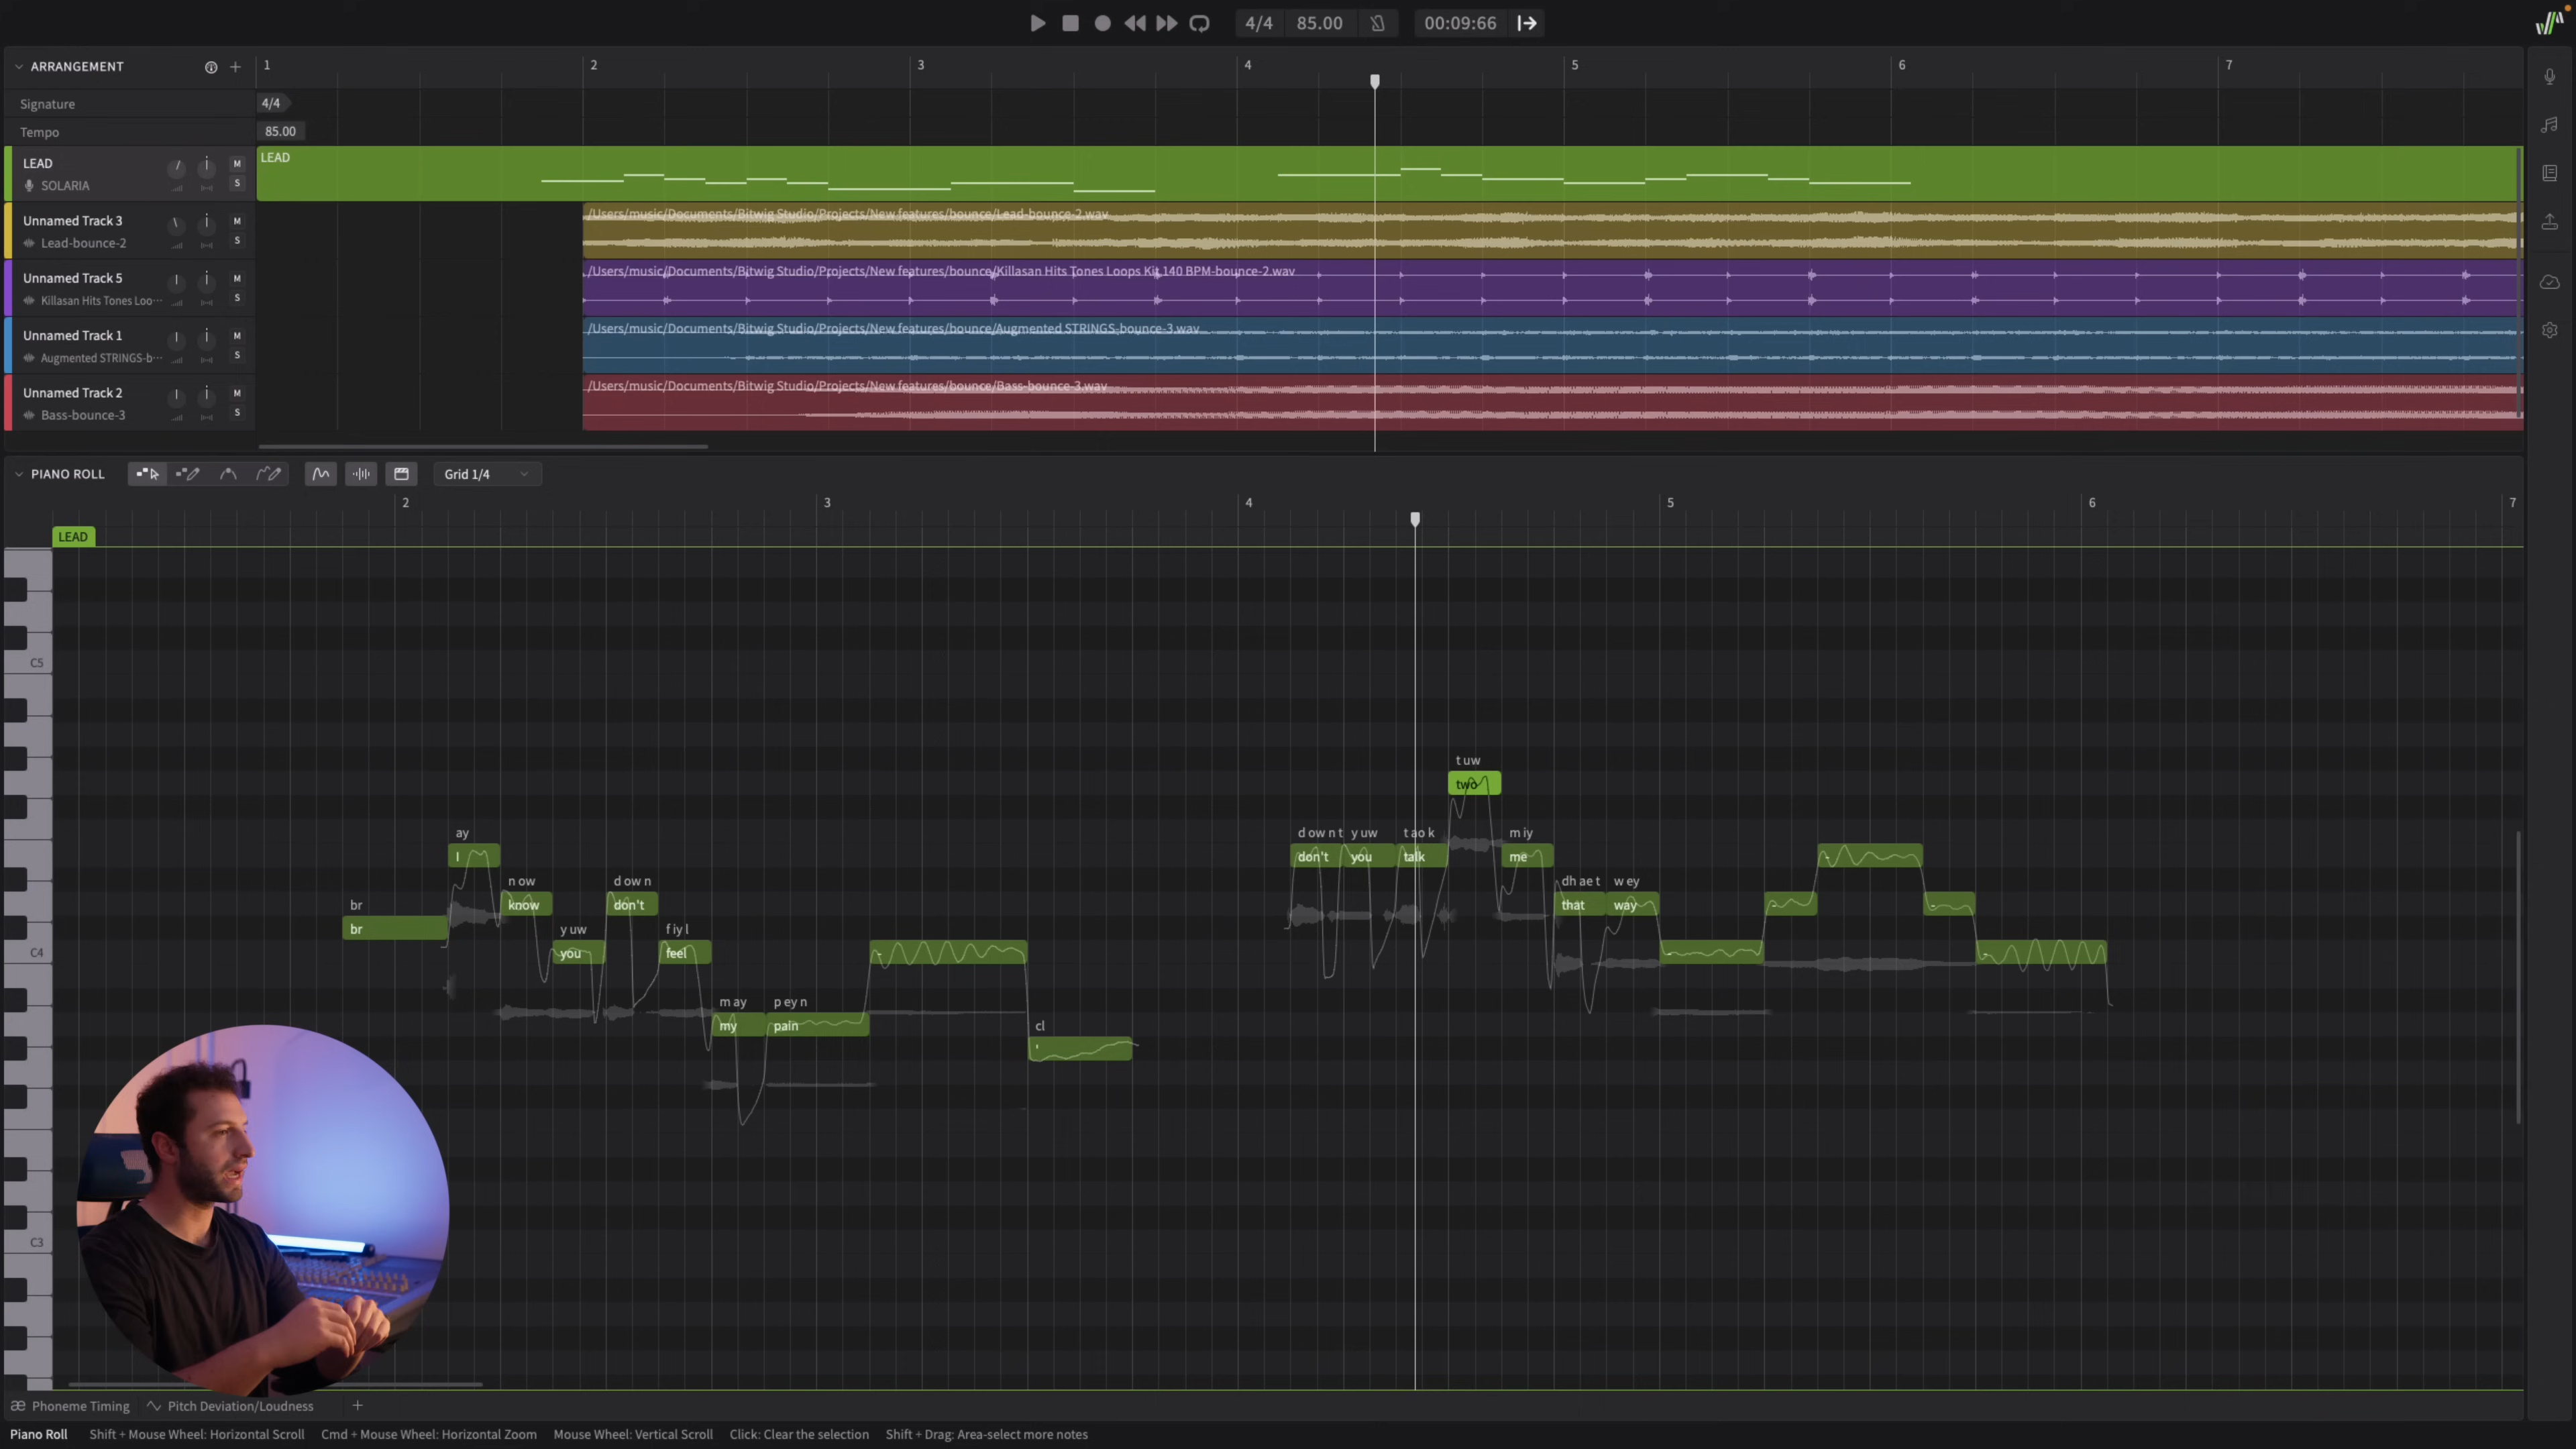 4/4 85.00 00:09:66
ARRANGEMENT
1 2 3 4 5 6 7
Signature 4/4
Tempo 85.00
LEAD M
SOLARIA S
LEAD
Unnamed Track 3 M
Lead-bounce-2 S
/Users/music/Documents/Bitwig Studio/Projects/New features/bounce/Lead-bounce-2.wav
Unnamed Track 5 M
Killasan Hits Tones Loo··· S
/Users/music/Documents/Bitwig Studio/Projects/New features/bounce/Killasan Hits Tones Loops Kit 140 BPM-bounce-2.wav
Unnamed Track 1 M
Augmented STRINGS-b··· S
/Users/music/Documents/Bitwig Studio/Projects/New features/bounce/Augmented STRINGS-bounce-3.wav
Unnamed Track 2 M
Bass-bounce-3 S
/Users/music/Documents/Bitwig Studio/Projects/New features/bounce/Bass-bounce-3.wav
PIANO ROLL Grid 1/4
2 3 4 5 6 7
LEAD
C5
t uw
two
ay d ow n t y uw t ao k m iy
I don't you talk me
n ow d ow n dh ae t w ey
br know don't that way
br y uw f iy l
C4 you feel
m ay p ey n
my pain cl
'
C3
æ Phoneme Timing Pitch Deviation/Loudness +
Piano Roll Shift + Mouse Wheel: Horizontal Scroll Cmd + Mouse Wheel: Horizontal Zoom Mouse Wheel: Vertical Scroll Click: Clear the selection Shift + Drag: Area-select more notes